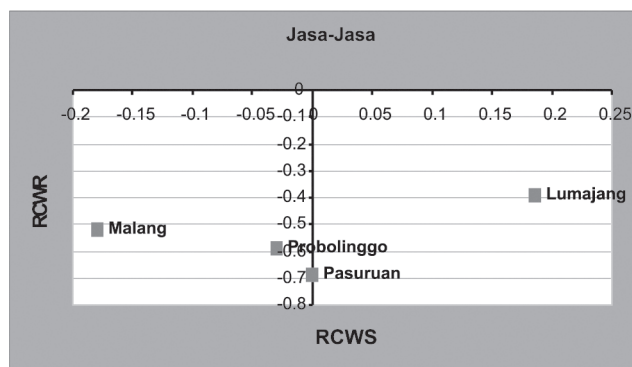 Jasa-Jasa
0
-0.2 -0.15 -0.1 -0.05 0 0.05 0.1 0.15 0.2 0.25
-0.1
-0.2
-0.3
-0.4 Lumajang
-0.5 Malang
-0.6 Probolinggo
-0.7 Pasuruan
-0.8
RCWR
RCWS